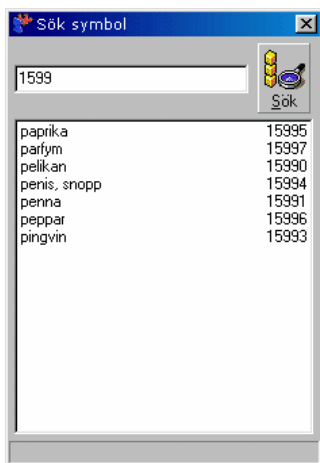 Sök symbol
1599
Sök
paprika 15995
parfym 15997
pelikan 15990
penis, snopp 15994
penna 15991
peppar 15996
pingvin 15993